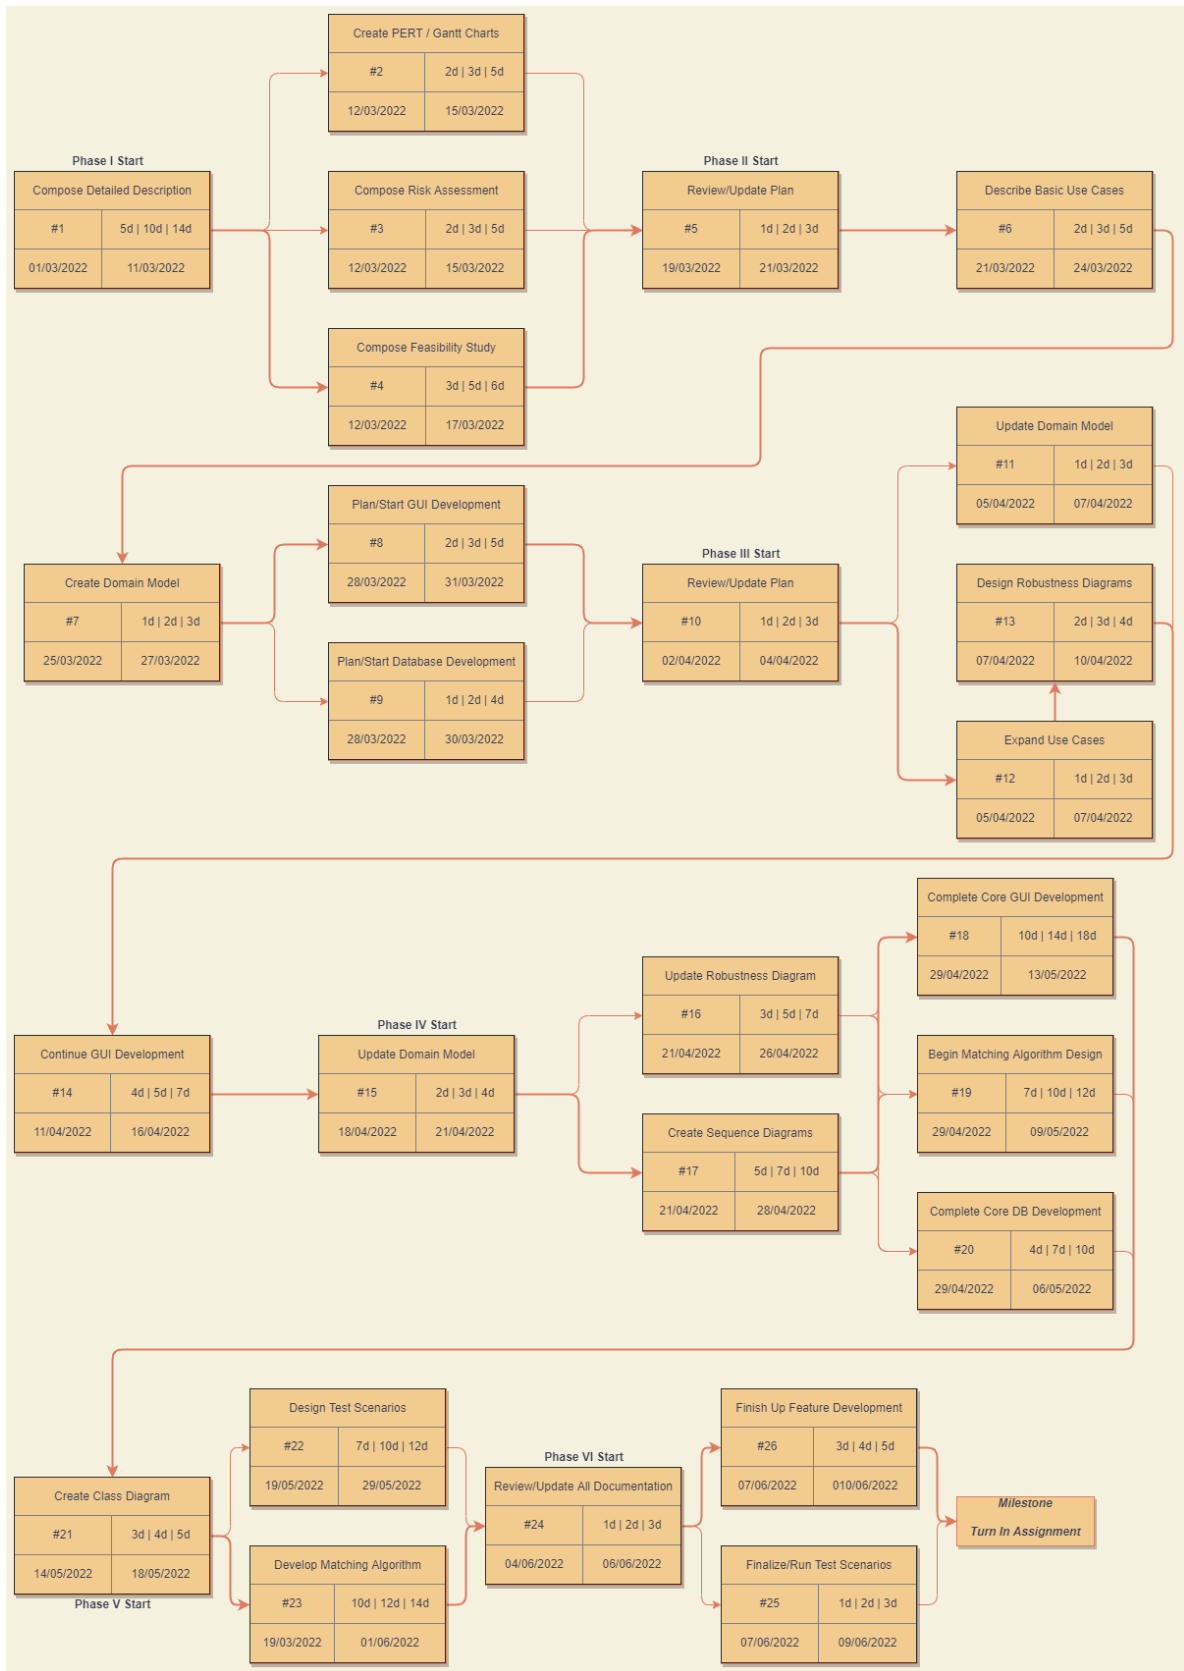 Create PERT / Gantt Charts
#2
2d | 3d | 5d
12/03/2022
15/03/2022
Phase I Start
Compose Detailed Description
#1
5d | 10d | 14d
01/03/2022
11/03/2022
Compose Risk Assessment
#3
2d | 3d | 5d
12/03/2022
15/03/2022
Phase II Start
Review/Update Plan
#5
1d | 2d | 3d
19/03/2022
21/03/2022
Describe Basic Use Cases
#6
2d | 3d | 5d
21/03/2022
24/03/2022
Compose Feasibility Study
#4
3d | 5d | 6d
12/03/2022
17/03/2022
Update Domain Model
#11
1d | 2d | 3d
05/04/2022
07/04/2022
Plan/Start GUI Development
#8
2d | 3d | 5d
28/03/2022
31/03/2022
Create Domain Model
#7
1d | 2d | 3d
25/03/2022
27/03/2022
Phase III Start
Review/Update Plan
#10
1d | 2d | 3d
02/04/2022
04/04/2022
Design Robustness Diagrams
#13
2d | 3d | 4d
07/04/2022
10/04/2022
Plan/Start Database Development
#9
1d | 2d | 4d
28/03/2022
30/03/2022
Expand Use Cases
#12
1d | 2d | 3d
05/04/2022
07/04/2022
Complete Core GUI Development
#18
10d | 14d | 18d
29/04/2022
13/05/2022
Update Robustness Diagram
#16
3d | 5d | 7d
21/04/2022
26/04/2022
Continue GUI Development
#14
4d | 5d | 7d
11/04/2022
16/04/2022
Phase IV Start
Update Domain Model
#15
2d | 3d | 4d
18/04/2022
21/04/2022
Begin Matching Algorithm Design
#19
7d | 10d | 12d
29/04/2022
09/05/2022
Create Sequence Diagrams
#17
5d | 7d | 10d
21/04/2022
28/04/2022
Complete Core DB Development
#20
4d | 7d | 10d
29/04/2022
06/05/2022
Design Test Scenarios
#22
7d | 10d | 12d
19/05/2022
29/05/2022
Finish Up Feature Development
#26
3d | 4d | 5d
07/06/2022
010/06/2022
Phase VI Start
Review/Update All Documentation
#24
1d | 2d | 3d
04/06/2022
06/06/2022
Create Class Diagram
#21
3d | 4d | 5d
14/05/2022
18/05/2022
Phase V Start
Milestone
Turn In Assignment
Develop Matching Algorithm
#23
10d | 12d | 14d
19/03/2022
01/06/2022
Finalize/Run Test Scenarios
#25
1d | 2d | 3d
07/06/2022
09/06/2022